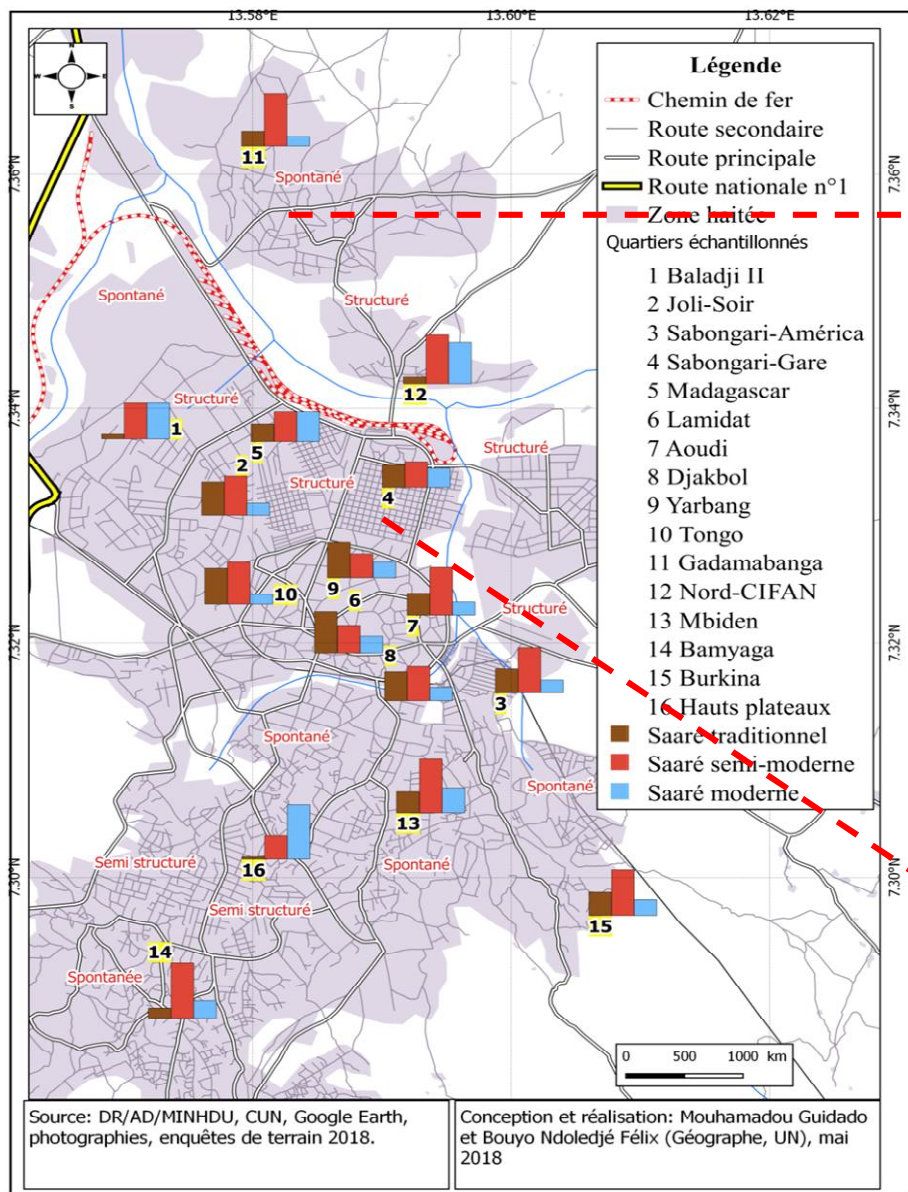 13.58°E 13.60°E 13.62°E
N
W E
S
7.36°N
7.34°N
7.32°N
7.30°N
7.36°N
7.34°N
7.32°N
7.30°N
Légende
Chemin de fer
Route secondaire
Route principale
Route nationale n°1
Zone haitée
Quartiers échantillonnés
1 Baladji II
2 Joli-Soir
3 Sabongari-América
4 Sabongari-Gare
5 Madagascar
6 Lamidat
7 Aoudi
8 Djakbol
9 Yarbang
10 Tongo
11 Gadamabanga
12 Nord-CIFAN
13 Mbiden
14 Bamyaga
15 Burkina
16 Hauts plateaux
Saaré traditionnel
Saaré semi-moderne
Saaré moderne
11
Spontané
Spontané
Structuré
12
Structuré
1
5
2
Structuré
4
Structuré
9
10
6
7
Structuré
8
3
Spontané
Spontané
13
Semi structuré
16
Spontané
Semi structuré
15
14
Spontanée
0 500 1000 km
Source: DR/AD/MINHDU, CUN, Google Earth,
photographies, enquêtes de terrain 2018.
Conception et réalisation: Mouhamadou Guidado
et Bouyo Ndoledjé Félix (Géographe, UN), mai
2018